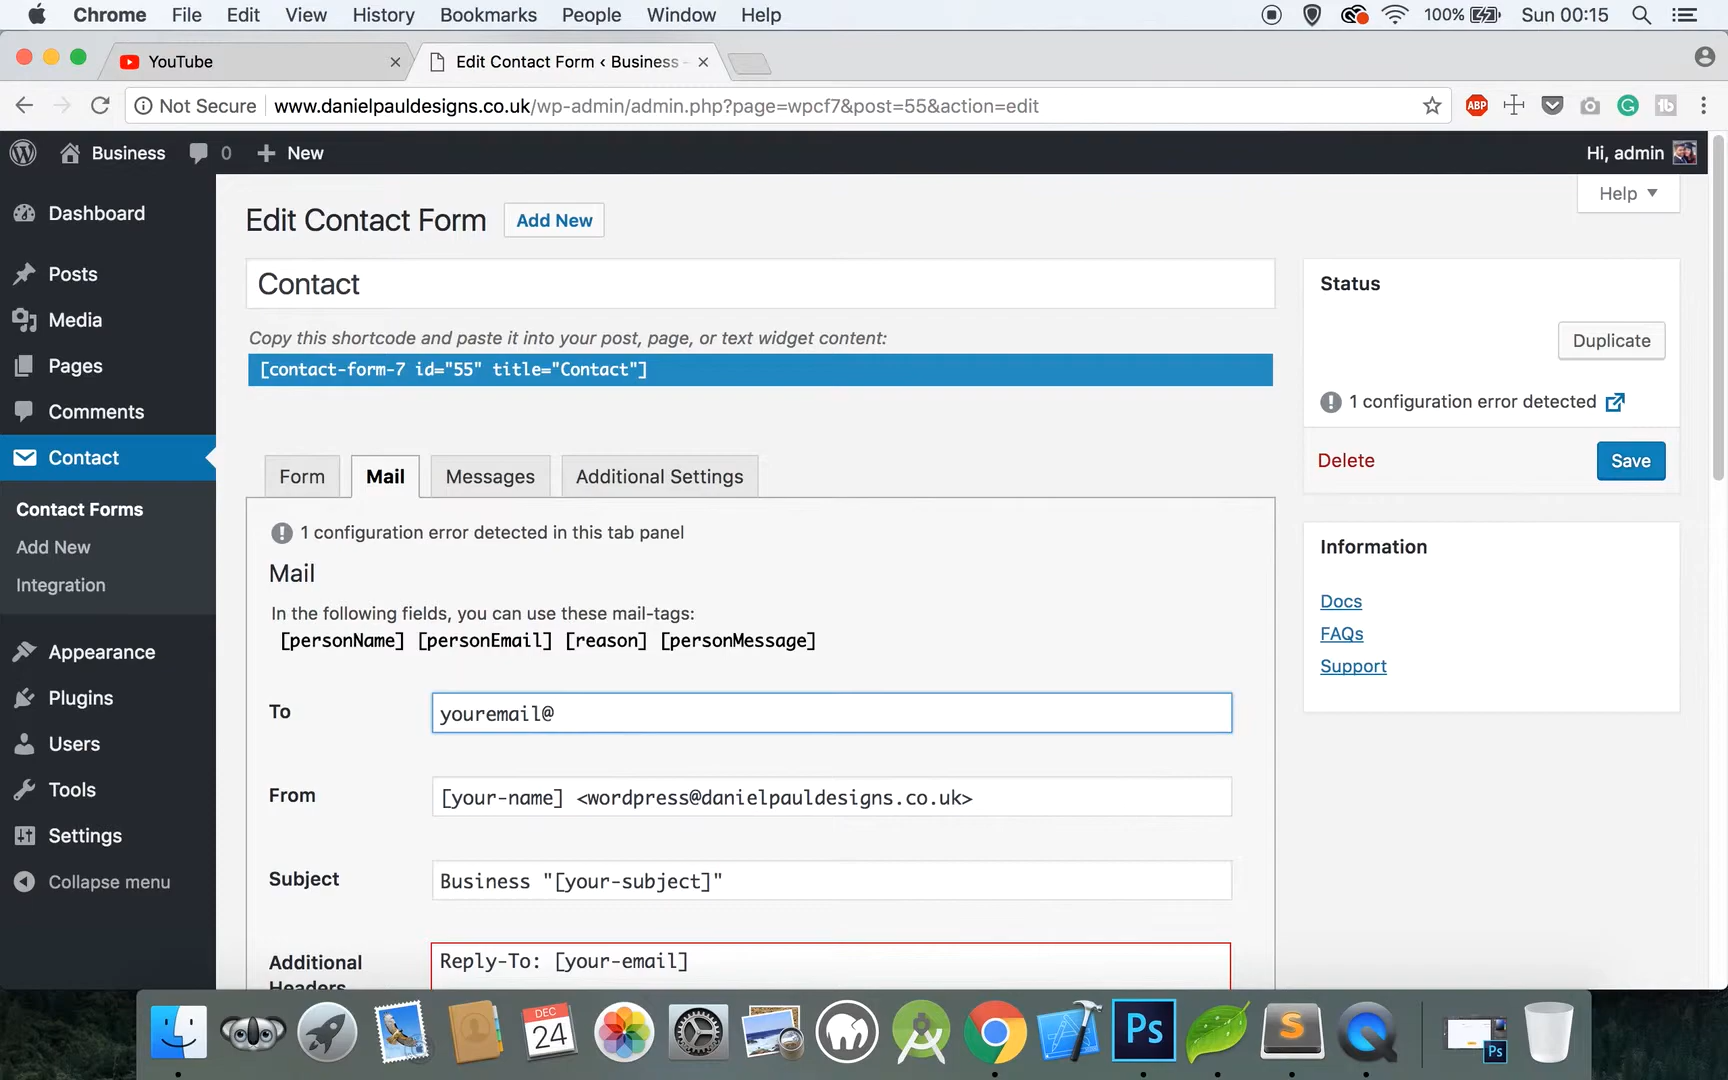 Chrome File Edit View History Bookmarks People Window Help 100% Sun 00:15
YouTube
Edit Contact Form ‹ Business -
Not Secure www.danielpauldesigns.co.uk/wp-admin/admin.php?page=wpcf7&post=55&action=edit
ABP
Business 0 New Hi, admin
Help
Dashboard
Posts
Media
Pages
Comments
Contact
Contact Forms
Add New
Integration
Appearance
Plugins
Users
Tools
Settings
Collapse menu
Edit Contact Form Add New
Contact
Copy this shortcode and paste it into your post, page, or text widget content:
[contact-form-7 id="55" title="Contact"]
Form Mail Messages Additional Settings
1 configuration error detected in this tab panel
Mail
In the following fields, you can use these mail-tags:
[personName] [personEmail] [reason] [personMessage]
To youremail@
From [your-name] <wordpress@danielpauldesigns.co.uk>
Subject Business "[your-subject]"
Additional Headers
Reply-To: [your-email]
Status
Duplicate
1 configuration error detected
Delete Save
Information
Docs
FAQs
Support
DEC
24
Ps
S
Ps